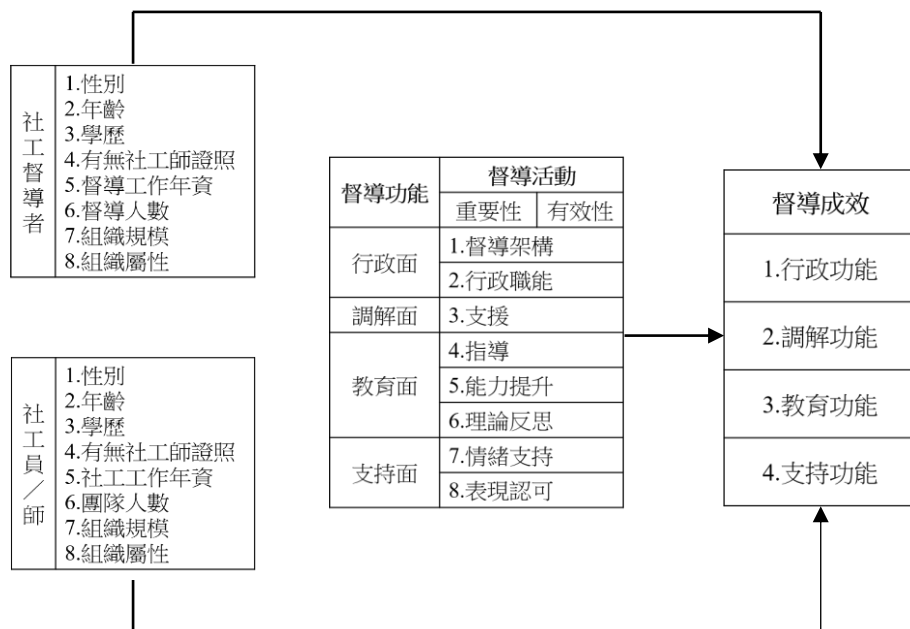 社工督導者
1.性別
2.年齡
3.學歷
4.有無社工師證照
5.督導工作年資
6.督導人數
7.組織規模
8.組織屬性
社工員／師
1.性別
2.年齡
3.學歷
4.有無社工師證照
5.社工工作年資
6.團隊人數
7.組織規模
8.組織屬性
督導功能
督導活動
重要性
有效性
行政面
1.督導架構
2.行政職能
調解面
3.支援
教育面
4.指導
5.能力提升
6.理論反思
支持面
7.情緒支持
8.表現認可
督導成效
1.行政功能
2.調解功能
3.教育功能
4.支持功能